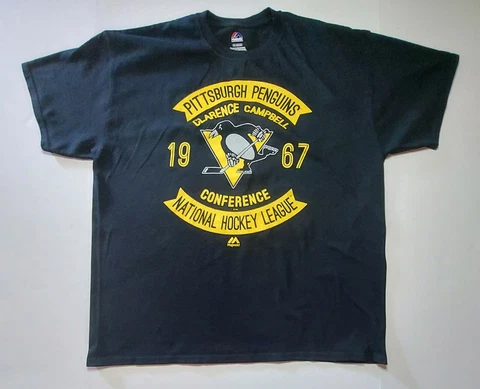 PITTSBURGH PENGUINS
CLARENCE CAMPBELL
19 67
CONFERENCE
NATIONAL HOCKEY LEAGUE